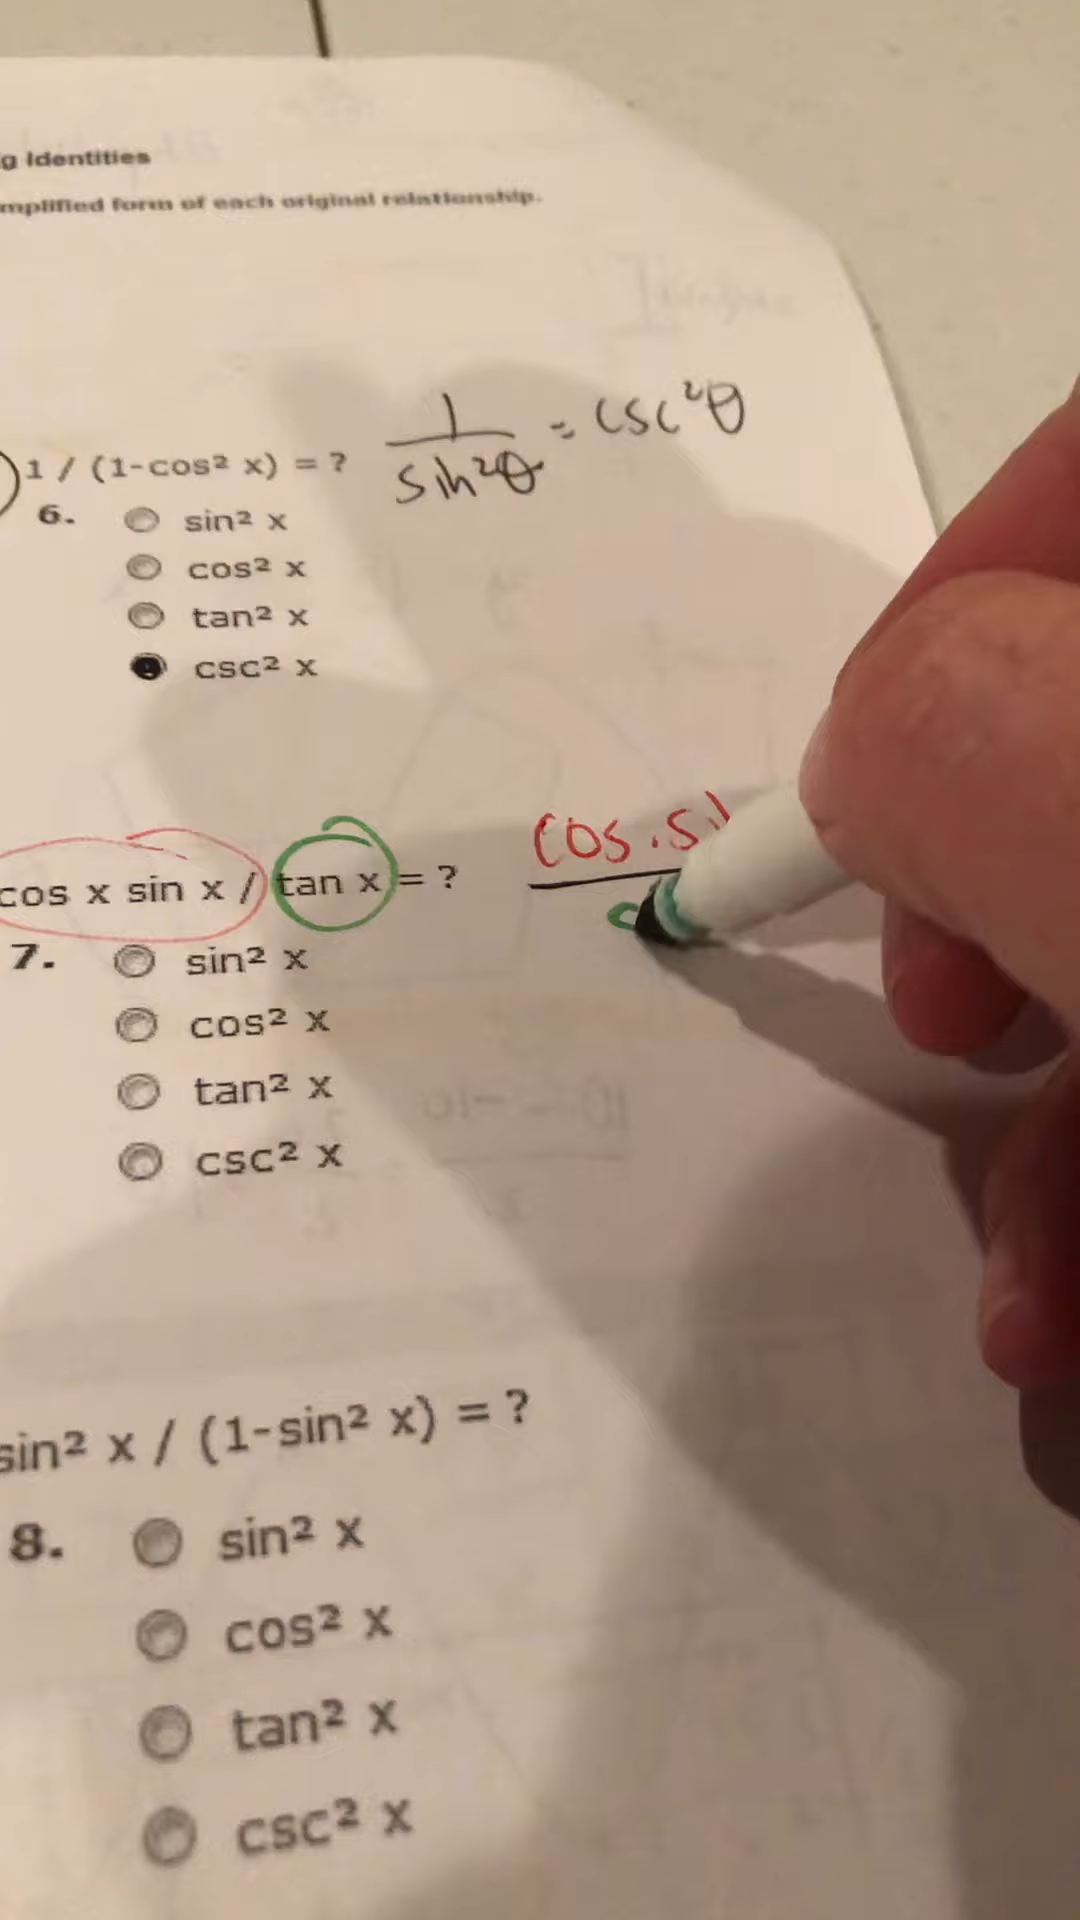 g Identities
mplified form of each original relationship.
1 / (1-cos² x) = ? 1 / sin²θ = csc²θ
6. sin² x
cos² x
tan² x
csc² x
cos x sin x / tan x = ? cos . si
7. sin² x
cos² x
tan² x
csc² x
sin² x / (1-sin² x) = ?
8. sin² x
cos² x
tan² x
csc² x